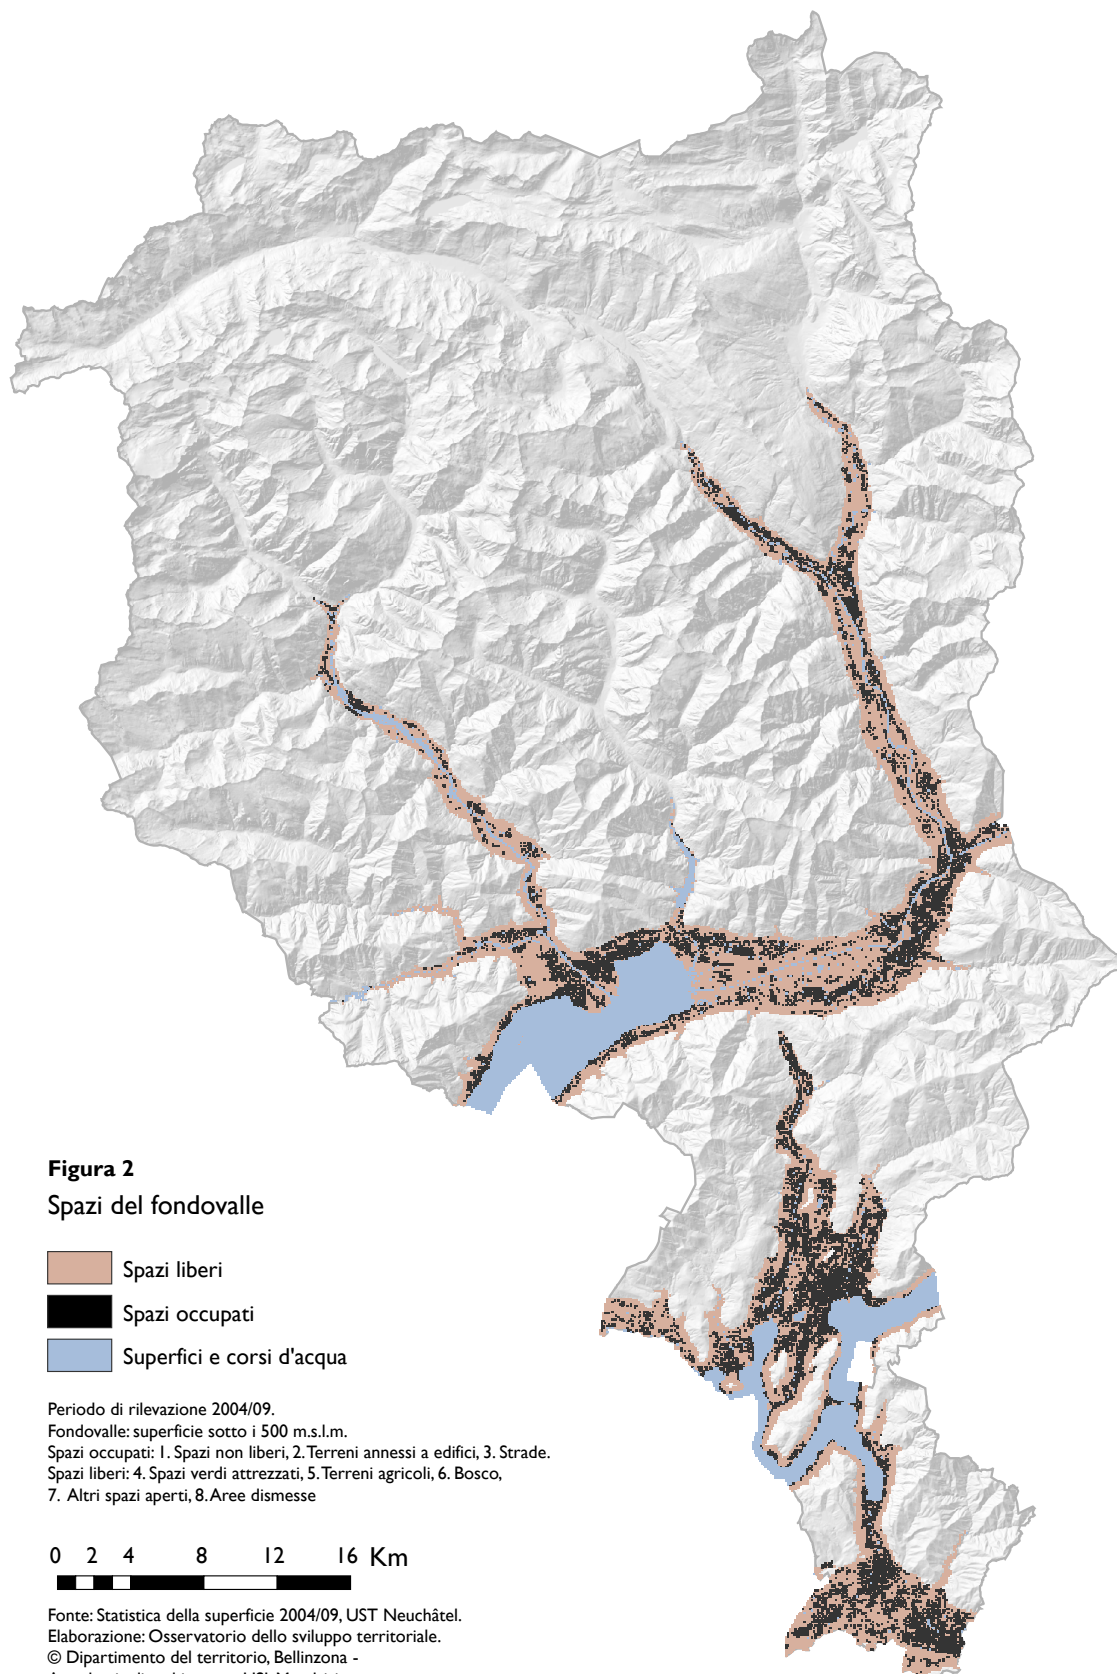 Figura 2
Spazi del fondovalle
Spazi liberi
Spazi occupati
Superfici e corsi d'acqua
Periodo di rilevazione 2004/09.
Fondovalle: superficie sotto i 500 m.s.l.m.
Spazi occupati: 1. Spazi non liberi, 2. Terreni annessi a edifici, 3. Strade.
Spazi liberi: 4. Spazi verdi attrezzati, 5. Terreni agricoli, 6. Bosco,
7. Altri spazi aperti, 8. Aree dismesse
0 2 4 8 12 16 Km
Fonte: Statistica della superficie 2004/09, UST Neuchâtel.
Elaborazione: Osservatorio dello sviluppo territoriale.
© Dipartimento del territorio, Bellinzona -